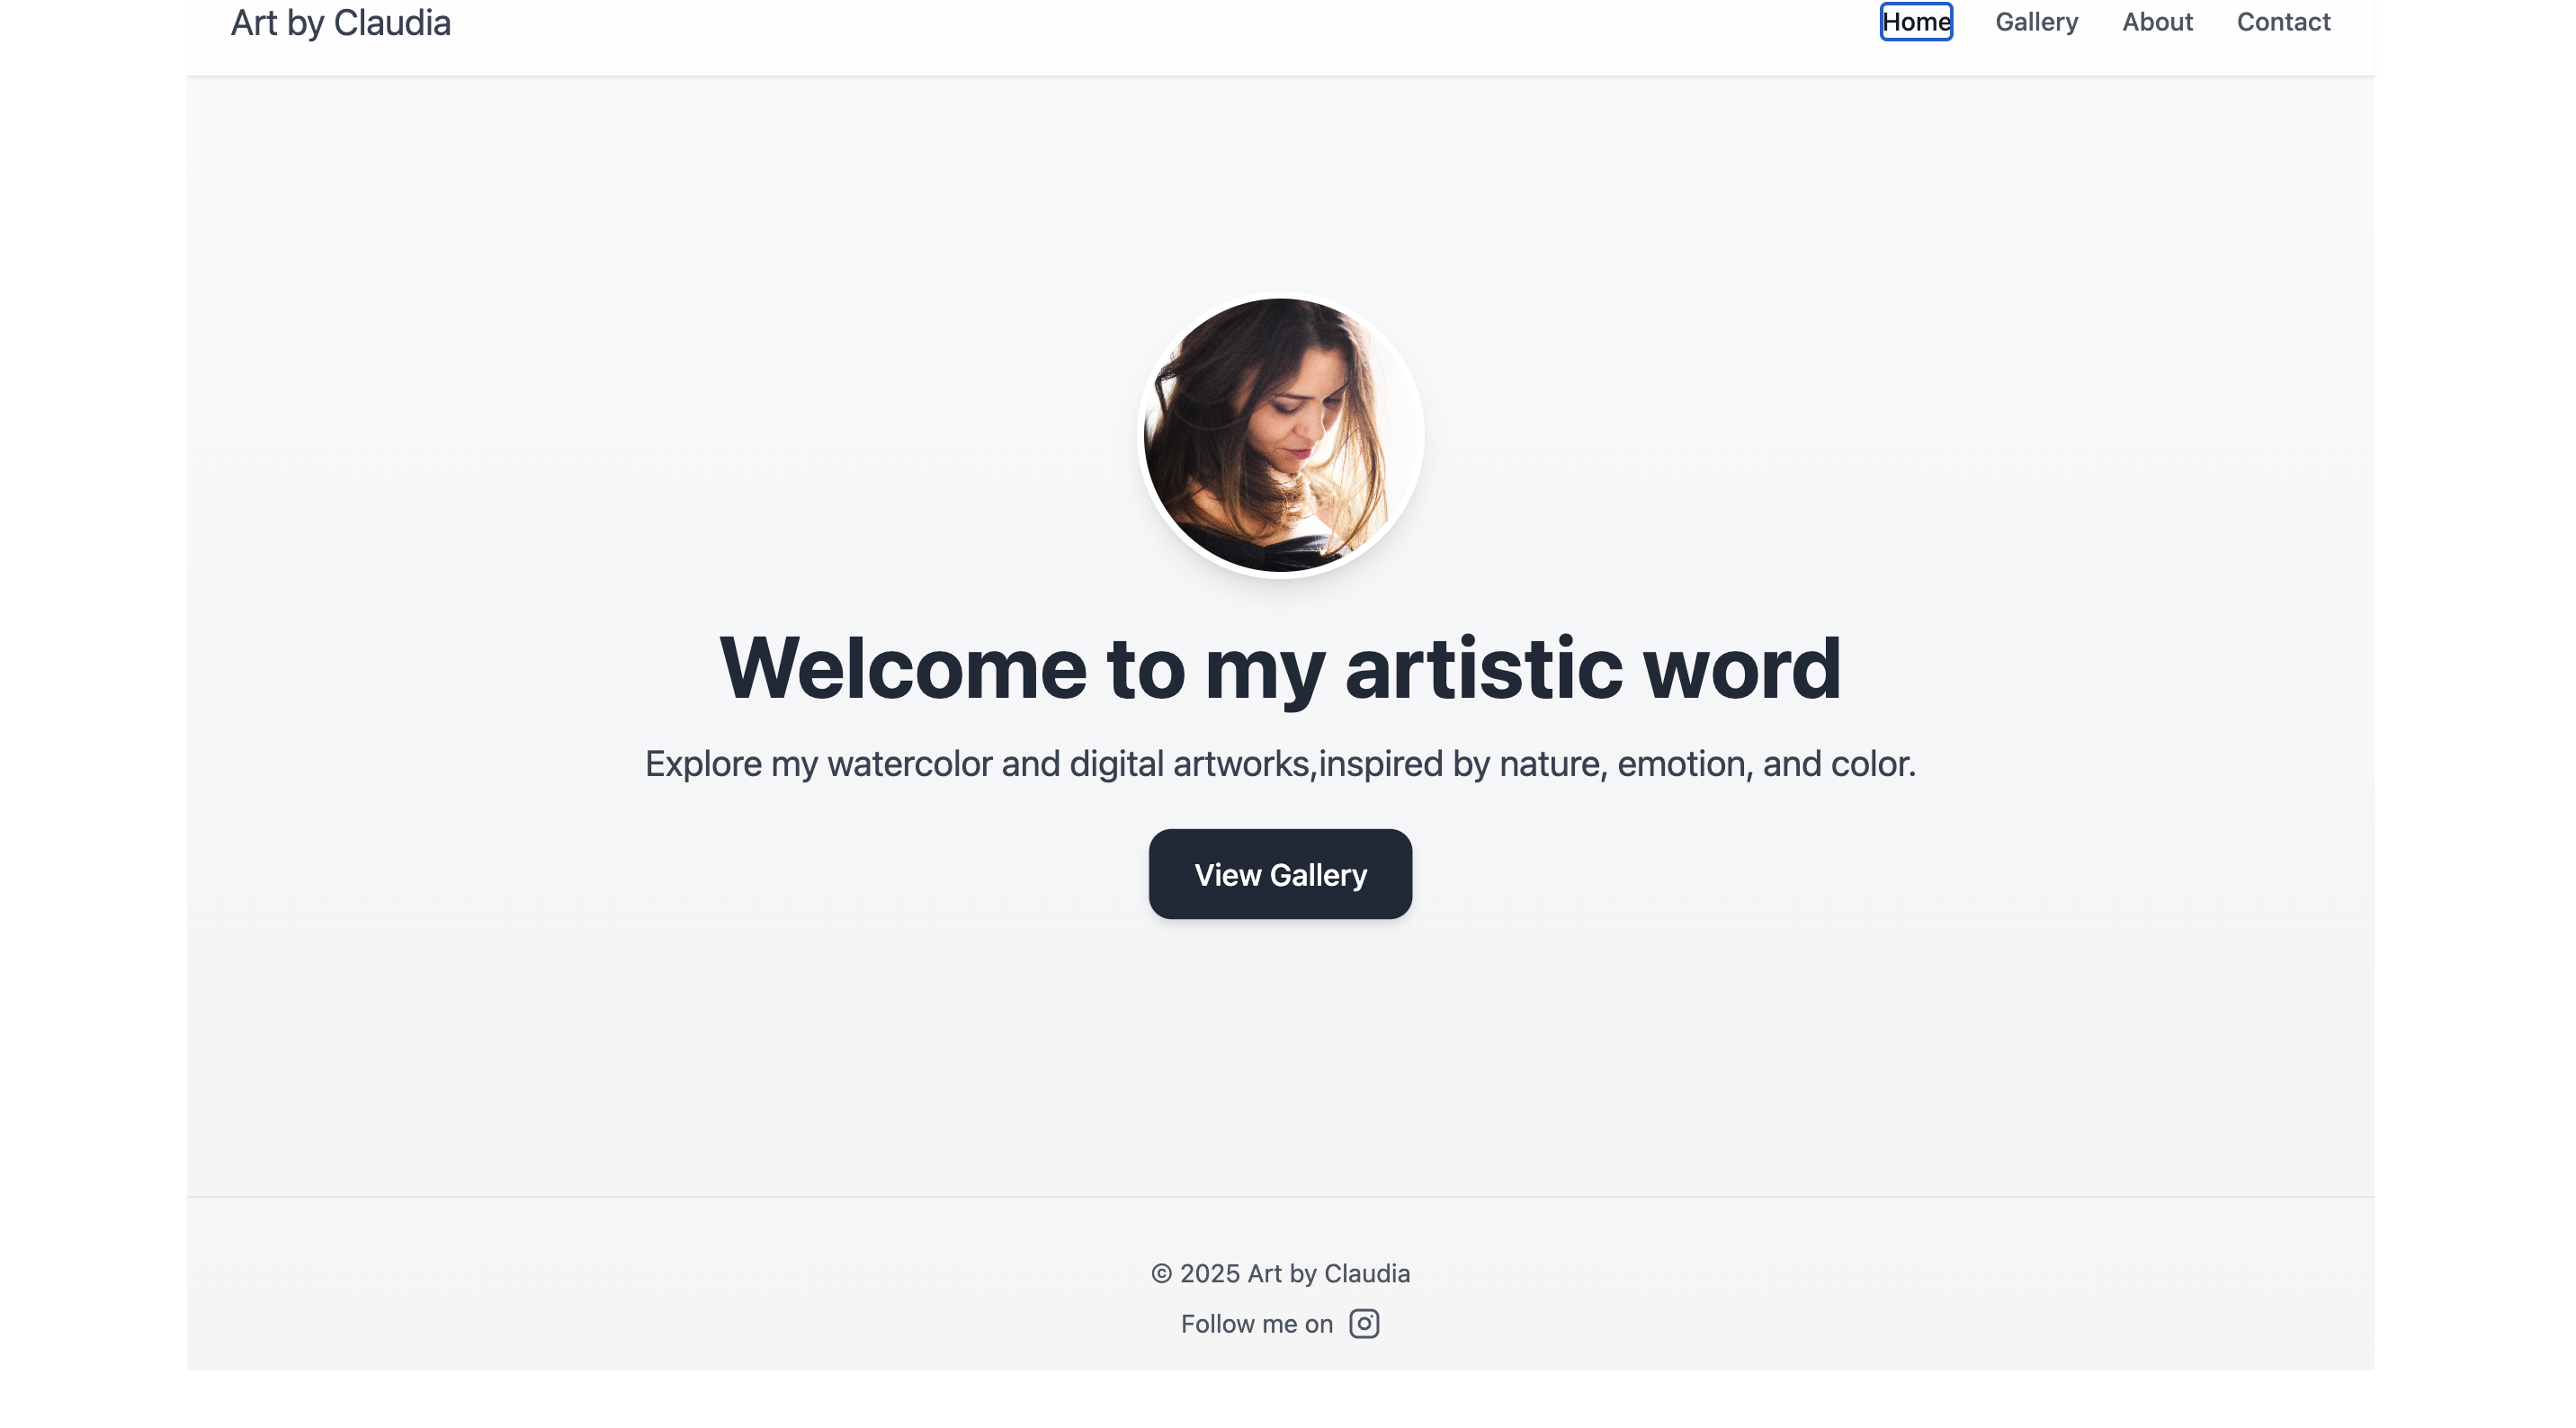 Art by Claudia
Home Gallery About Contact
Welcome to my artistic word
Explore my watercolor and digital artworks,inspired by nature, emotion, and color.
View Gallery
© 2025 Art by Claudia
Follow me on